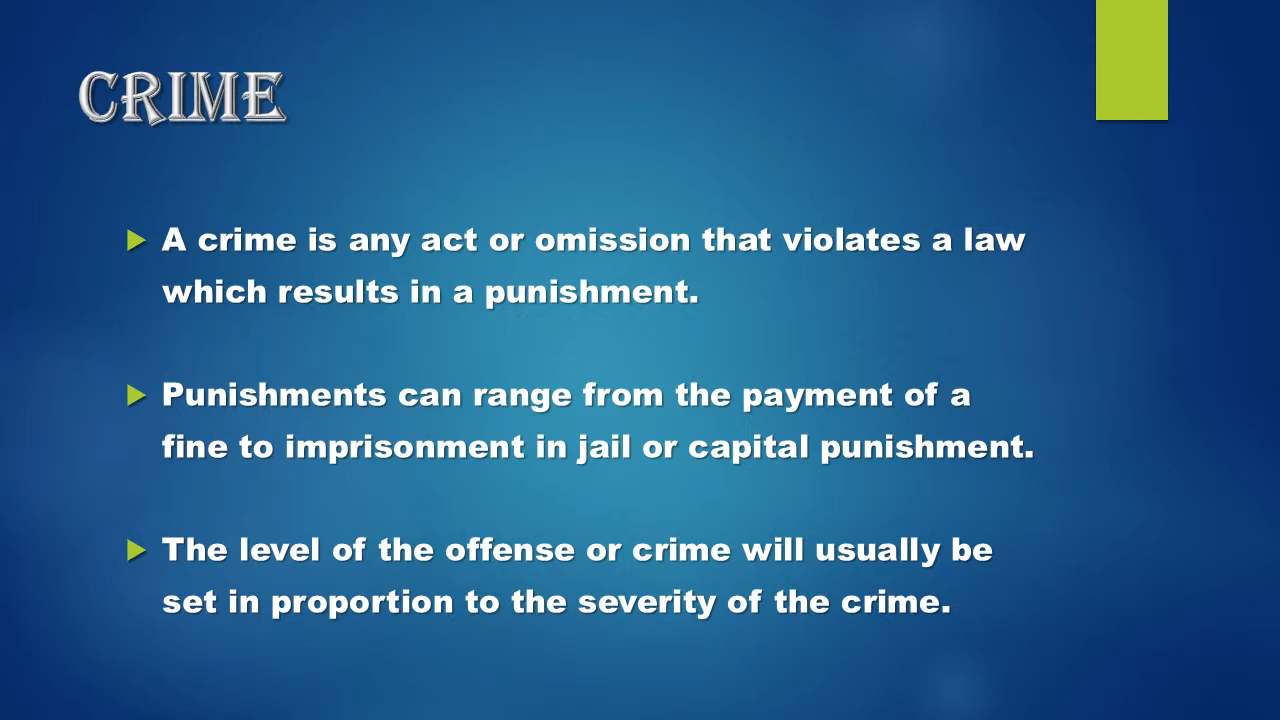 CRIME
A crime is any act or omission that violates a law
which results in a punishment.
Punishments can range from the payment of a
fine to imprisonment in jail or capital punishment.
The level of the offense or crime will usually be
set in proportion to the severity of the crime.